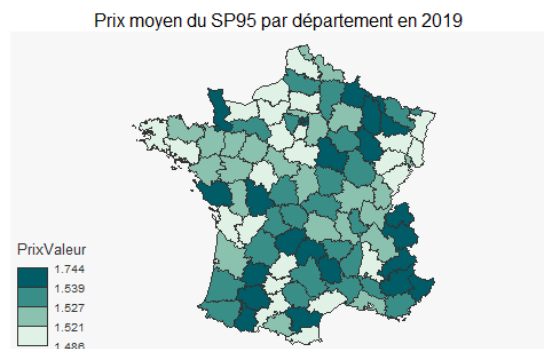 Prix moyen du SP95 par département en 2019
PrixValeur
1.744
1.539
1.527
1.521
1.486